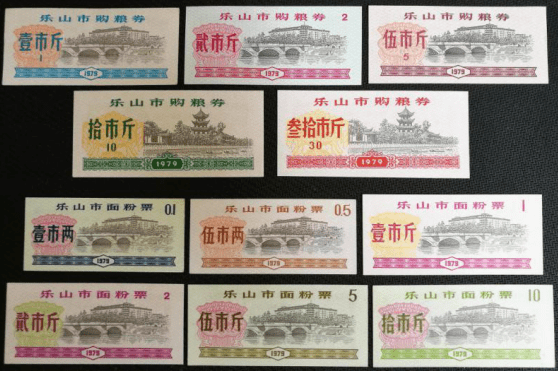 乐山市购粮券
壹市斤
1
1979
乐山市购粮券
2
贰市斤
1979
乐山市购粮券
伍市斤
5
1979
乐山市购粮券
拾市斤
10
1979
乐山市购粮券
叁拾市斤
30
1979
乐山市面粉票
0.1
壹市两
1979
乐山市面粉票
0.5
伍市两
1979
乐山市面粉票
1
壹市斤
1979
乐山市面粉票
2
贰市斤
1979
乐山市面粉票
5
伍市斤
1979
乐山市面粉票
10
拾市斤
1979